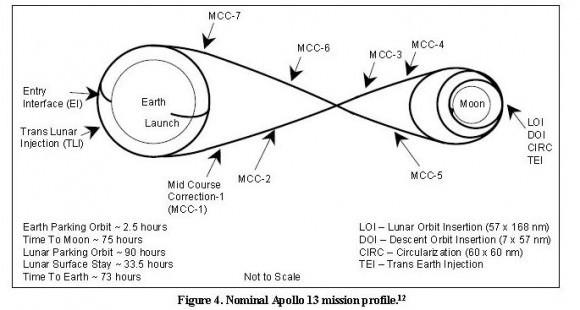 MCC-7
MCC-6
MCC-3
MCC-4
Entry
Interface (EI)
Earth
Launch
Moon
Trans Lunar
Injection (TLI)
LOI
DOI
CIRC
TEI
MCC-2
MCC-5
Mid Course
Correction-1
(MCC-1)
Earth Parking Orbit ~ 2.5 hours
Time To Moon ~ 75 hours
Lunar Parking Orbit ~ 90 hours
Lunar Surface Stay ~ 33.5 hours
Time To Earth ~ 73 hours
Not to Scale
LOI – Lunar Orbit Insertion (57 x 168 nm)
DOI – Descent Orbit Insertion (7 x 57 nm)
CIRC – Circularization (60 x 60 nm)
TEI – Trans Earth Injection
Figure 4. Nominal Apollo 13 mission profile.¹²